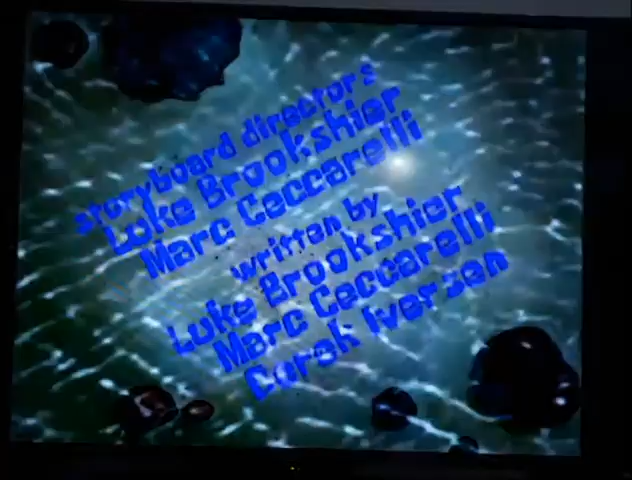 storyboard directors
Luke Brookshier
Marc Ceccarelli
written by
Luke Brookshier
Marc Ceccarelli
Derek Iversen